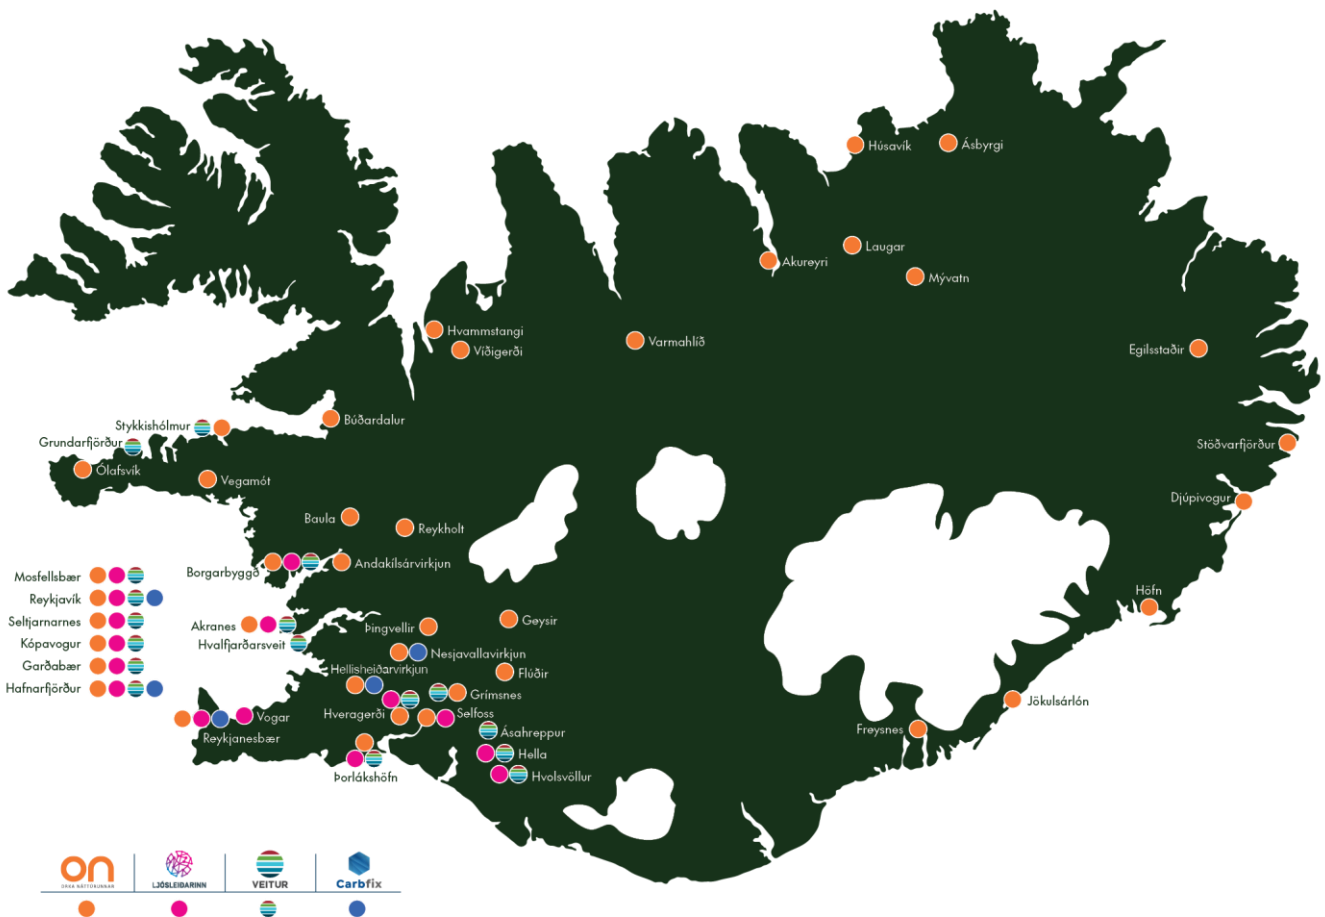 Húsavík
Ásbyrgi
Laugar
Akureyri
Mývatn
Hvammstangi
Víðigerði
Varmahlíð
Egilsstaðir
Búðardalur
Stykkishólmur
Grundarfjörður
Ólafsvík
Vegamót
Stöðvarfjörður
Djúpivogur
Baula
Reykholt
Borgarbyggð
Andakílsárvirkjun
Mosfellsbær
Reykjavík
Seltjarnarnes
Kópavogur
Garðabær
Hafnarfjörður
Akranes
Hvalfjarðarsveit
Þingvellir
Geysir
Höfn
Nesjavallavirkjun
Hellisheiðarvirkjun
Flúðir
Grímsnes
Hveragerði
Selfoss
Vogar
Reykjanesbær
Ásahreppur
Hella
Hvolsvöllur
Þorlákshöfn
Jökulsárlón
Freysnes
on
ORKA NÁTTÚRUNNAR
LJÓSLEIÐARINN
VEITUR
Carbfix